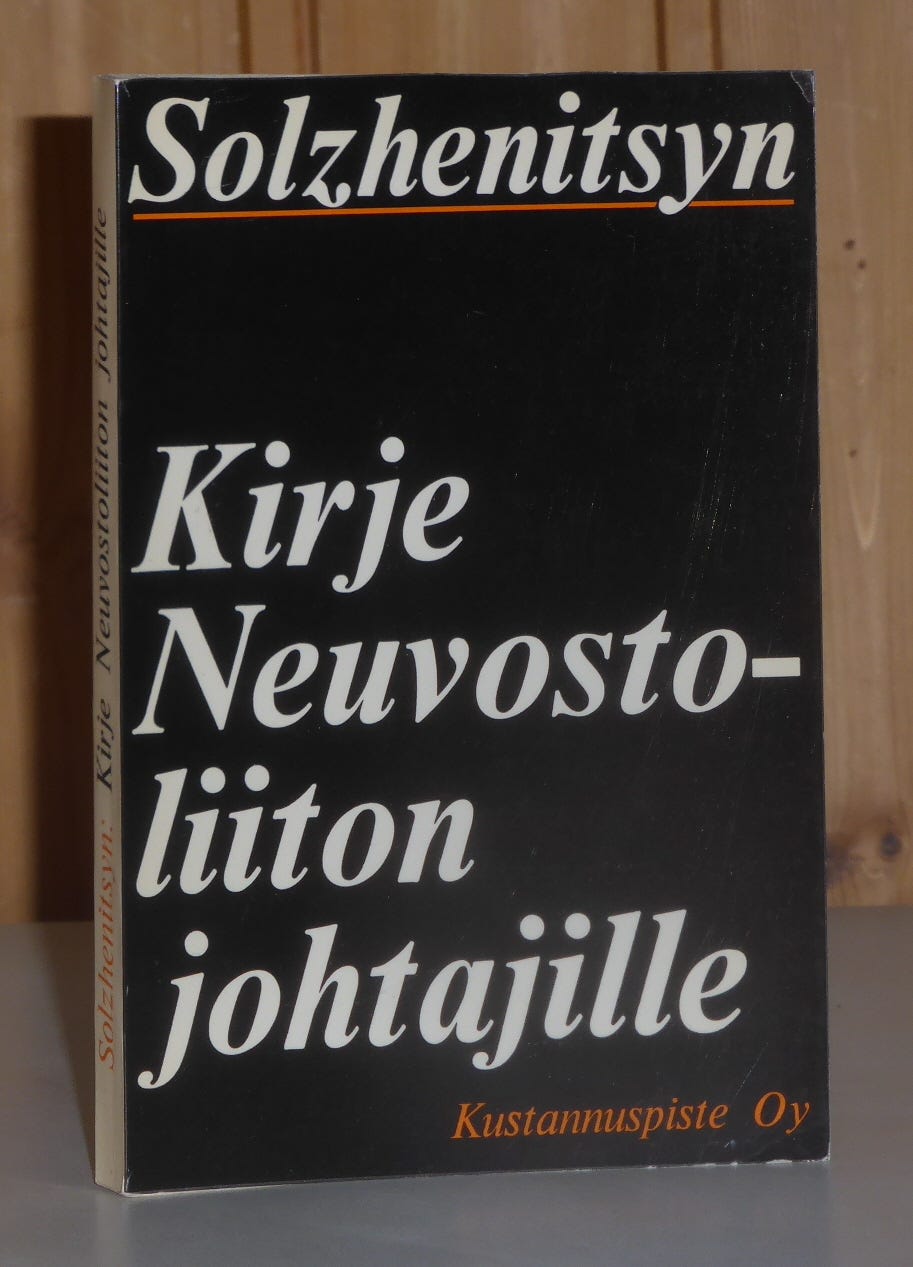 Solzhenitsyn
Kirje
Neuvosto-
liiton
johtajille
Kustannuspiste Oy
Solzhenitsyn: Kirje Neuvostoliiton johtajille